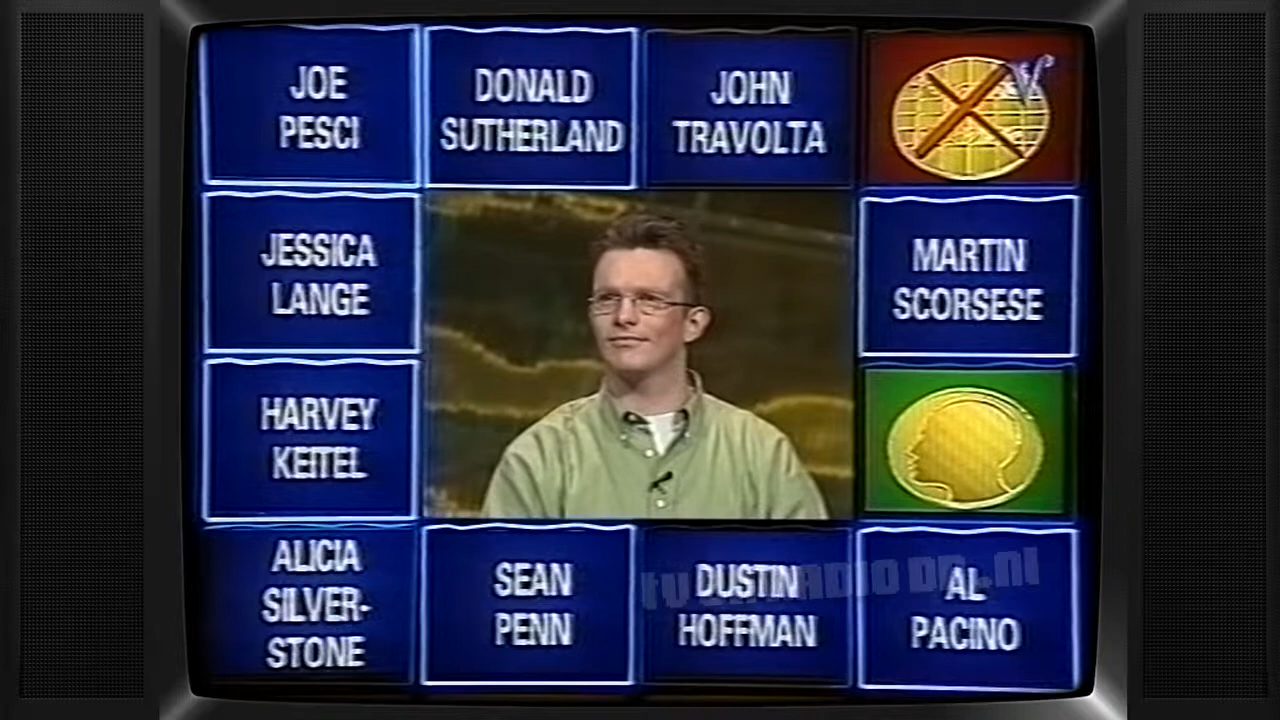 JOE
PESCI
DONALD
SUTHERLAND
JOHN
TRAVOLTA
JESSICA
LANGE
MARTIN
SCORSESE
HARVEY
KEITEL
ALICIA
SILVER-
STONE
SEAN
PENN
DUSTIN
HOFFMAN
AL
PACINO